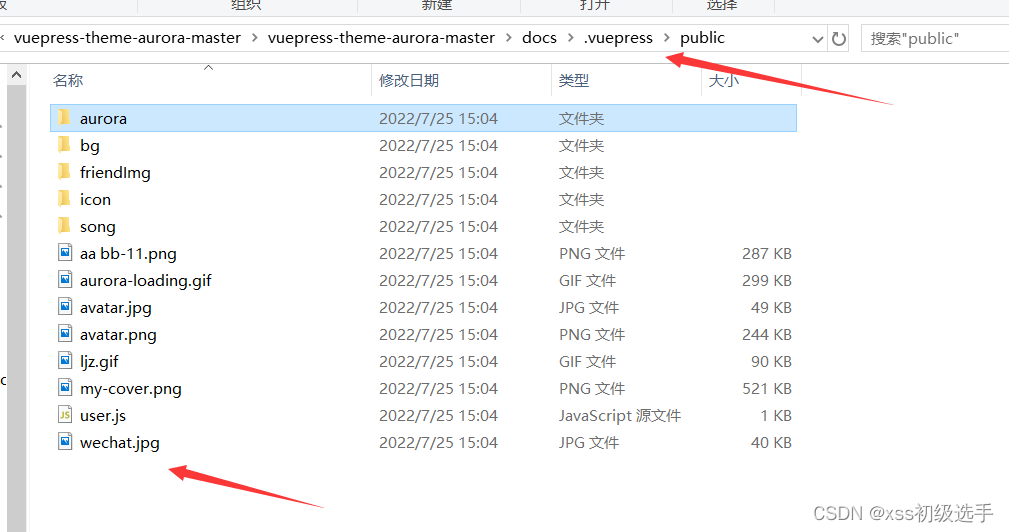 组织 新建 打开 选择
vuepress-theme-aurora-master > vuepress-theme-aurora-master > docs > .vuepress > public 搜索"public"
名称 修改日期 类型 大小
aurora 2022/7/25 15:04 文件夹
bg 2022/7/25 15:04 文件夹
friendImg 2022/7/25 15:04 文件夹
icon 2022/7/25 15:04 文件夹
song 2022/7/25 15:04 文件夹
aa bb-11.png 2022/7/25 15:04 PNG 文件 287 KB
aurora-loading.gif 2022/7/25 15:04 GIF 文件 299 KB
avatar.jpg 2022/7/25 15:04 JPG 文件 49 KB
avatar.png 2022/7/25 15:04 PNG 文件 244 KB
ljz.gif 2022/7/25 15:04 GIF 文件 90 KB
my-cover.png 2022/7/25 15:04 PNG 文件 521 KB
user.js 2022/7/25 15:04 JavaScript 源文件 1 KB
wechat.jpg 2022/7/25 15:04 JPG 文件 40 KB
CSDN @xss初级选手